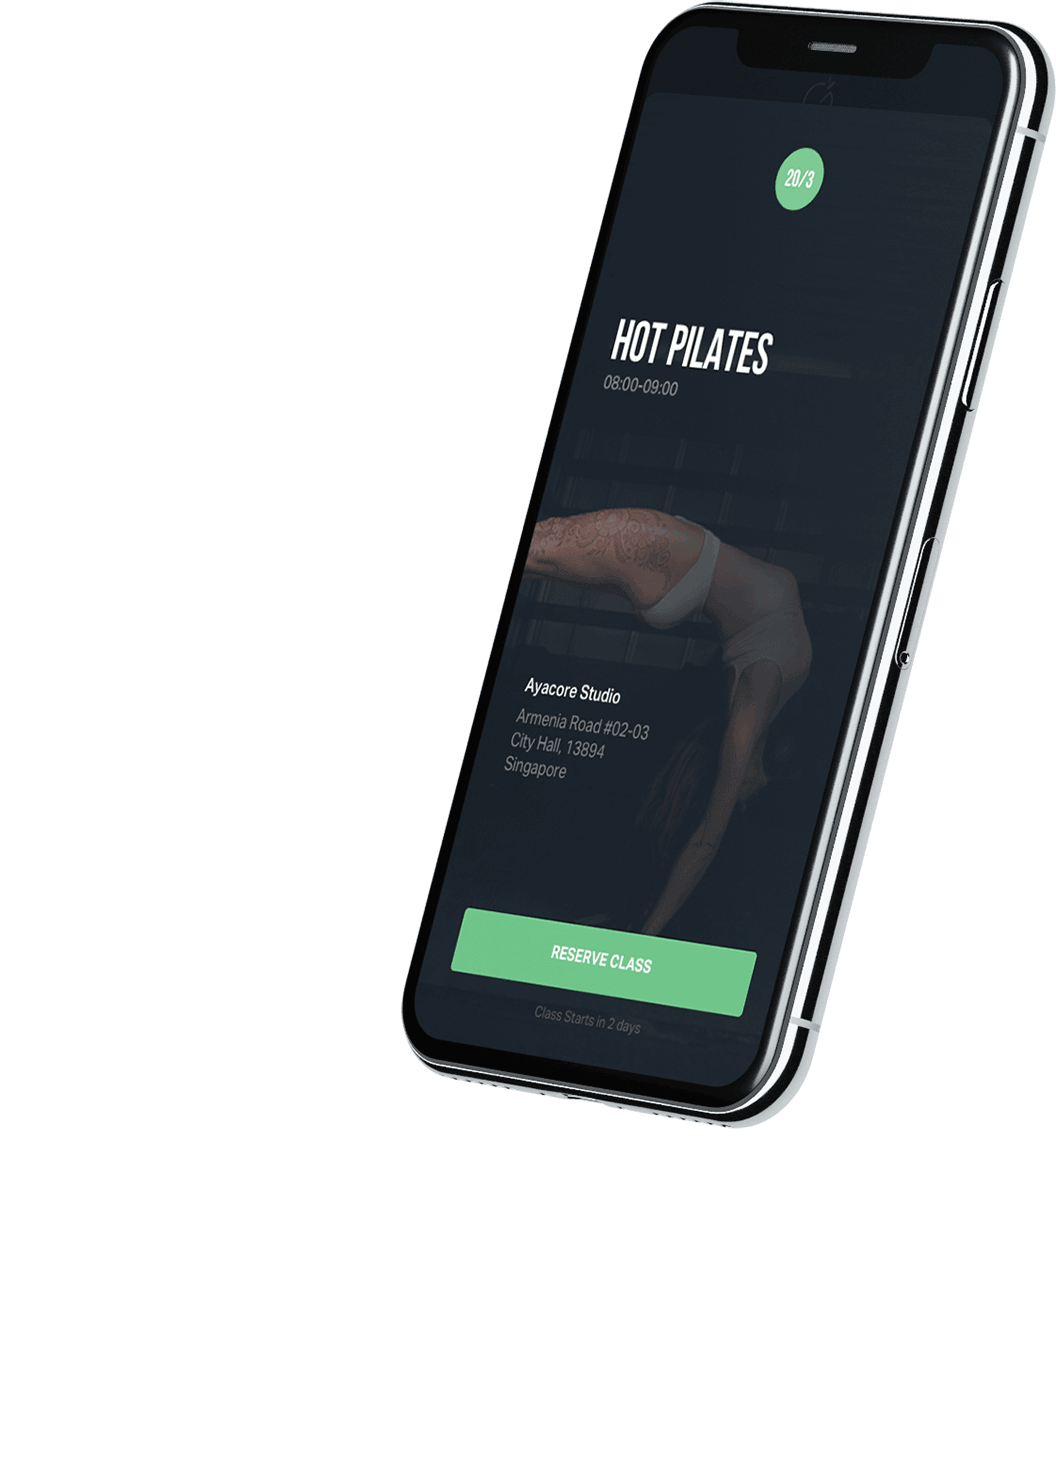 20/3
HOT PILATES
08:00-09:00
Ayacore Studio
Armenia Road #02-03
City Hall, 13894
Singapore
RESERVE CLASS
Class Starts in 2 days